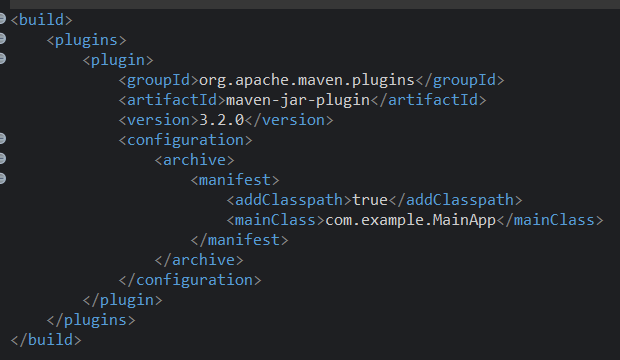 <build>
    <plugins>
        <plugin>
            <groupId>org.apache.maven.plugins</groupId>
            <artifactId>maven-jar-plugin</artifactId>
            <version>3.2.0</version>
            <configuration>
                <archive>
                    <manifest>
                        <addClasspath>true</addClasspath>
                        <mainClass>com.example.MainApp</mainClass>
                    </manifest>
                </archive>
            </configuration>
        </plugin>
    </plugins>
</build>